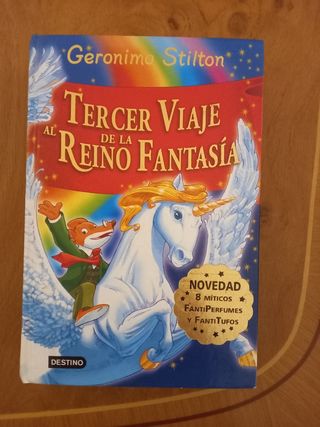 Geronimo Stilton
TERCER VIAJE
AL
DE LA
REINO FANTASÍA
NOVEDAD
8 MÍTICOS
FANTIPERFUMES
Y FANTITUFOS
DESTINO